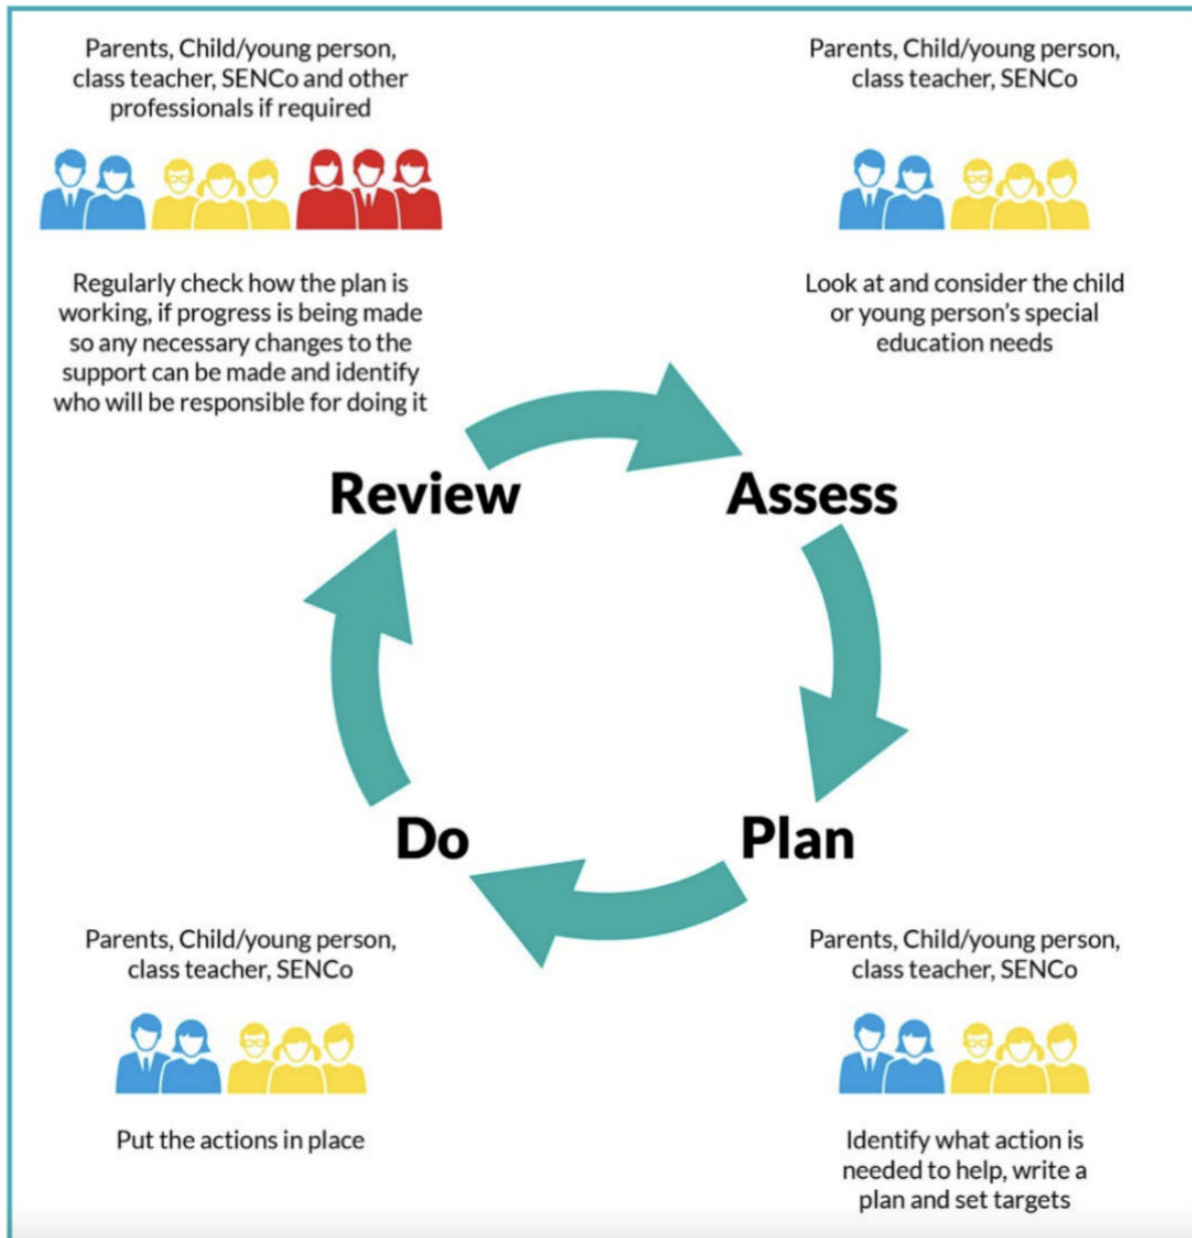 Parents, Child/young person,
class teacher, SENCo and other
professionals if required
Regularly check how the plan is
working, if progress is being made
so any necessary changes to the
support can be made and identify
who will be responsible for doing it
Parents, Child/young person,
class teacher, SENCo
Look at and consider the child
or young person's special
education needs
Review
Assess
Do
Plan
Parents, Child/young person,
class teacher, SENCo
Put the actions in place
Parents, Child/young person,
class teacher, SENCo
Identify what action is
needed to help, write a
plan and set targets